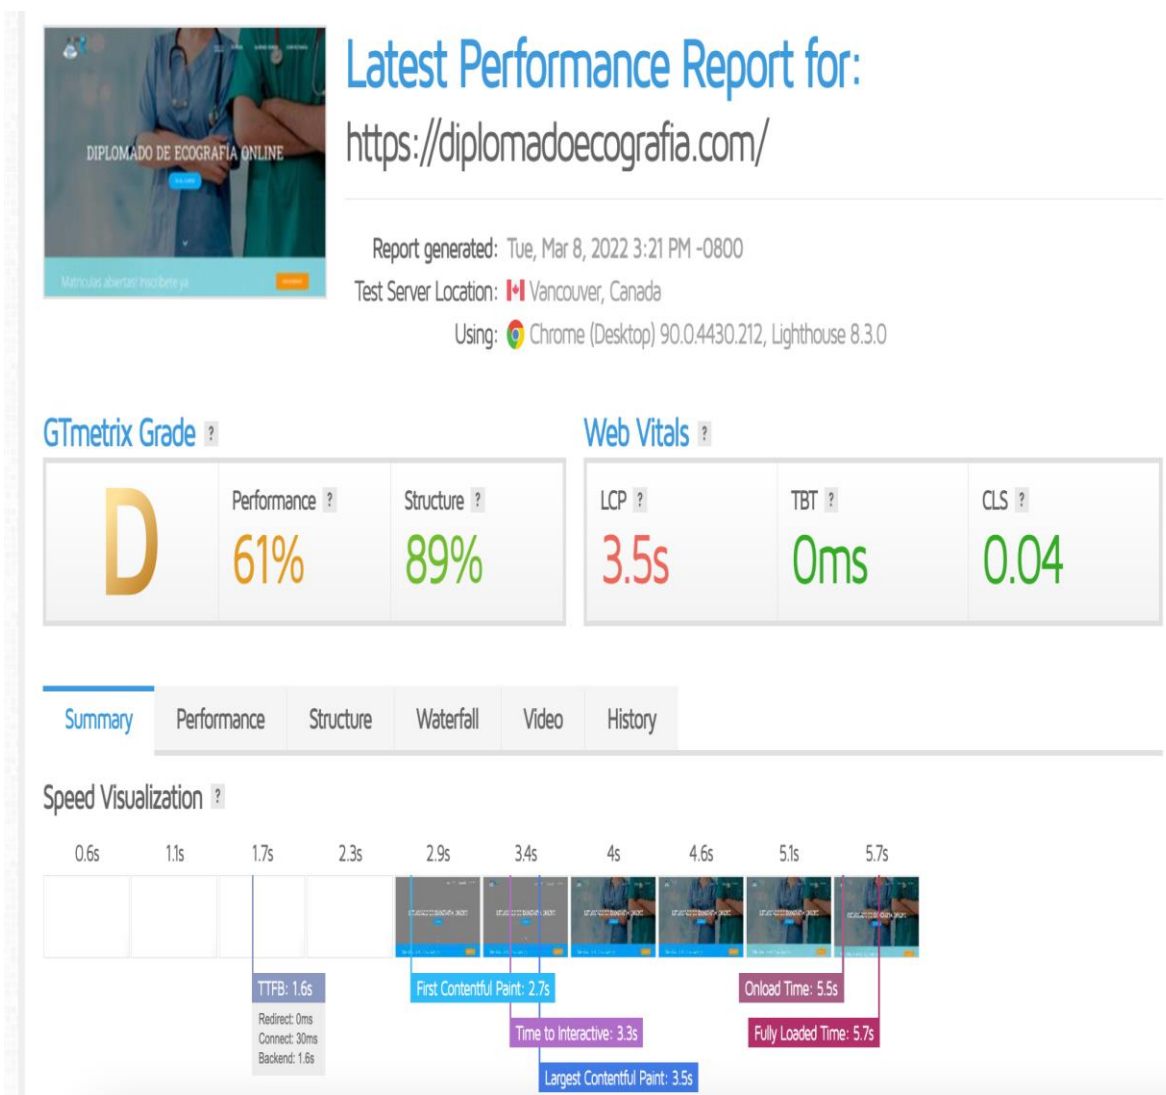 Latest Performance Report for:
https://diplomadoecografia.com/
DIPLOMADO DE ECOGRAFÍA ONLINE
Matriculas abiertas! Inscríbete ya
Report generated: Tue, Mar 8, 2022 3:21 PM -0800
Test Server Location: Vancouver, Canada
Using: Chrome (Desktop) 90.0.4430.212, Lighthouse 8.3.0
GTmetrix Grade ?
Web Vitals ?
D
Performance ?
61%
Structure ?
89%
LCP ?
3.5s
TBT ?
0ms
CLS ?
0.04
Summary Performance Structure Waterfall Video History
Speed Visualization ?
0.6s 1.1s 1.7s 2.3s 2.9s 3.4s 4s 4.6s 5.1s 5.7s
TTFB: 1.6s
Redirect: 0ms
Connect: 30ms
Backend: 1.6s
First Contentful Paint: 2.7s
Time to Interactive: 3.3s
Largest Contentful Paint: 3.5s
Onload Time: 5.5s
Fully Loaded Time: 5.7s